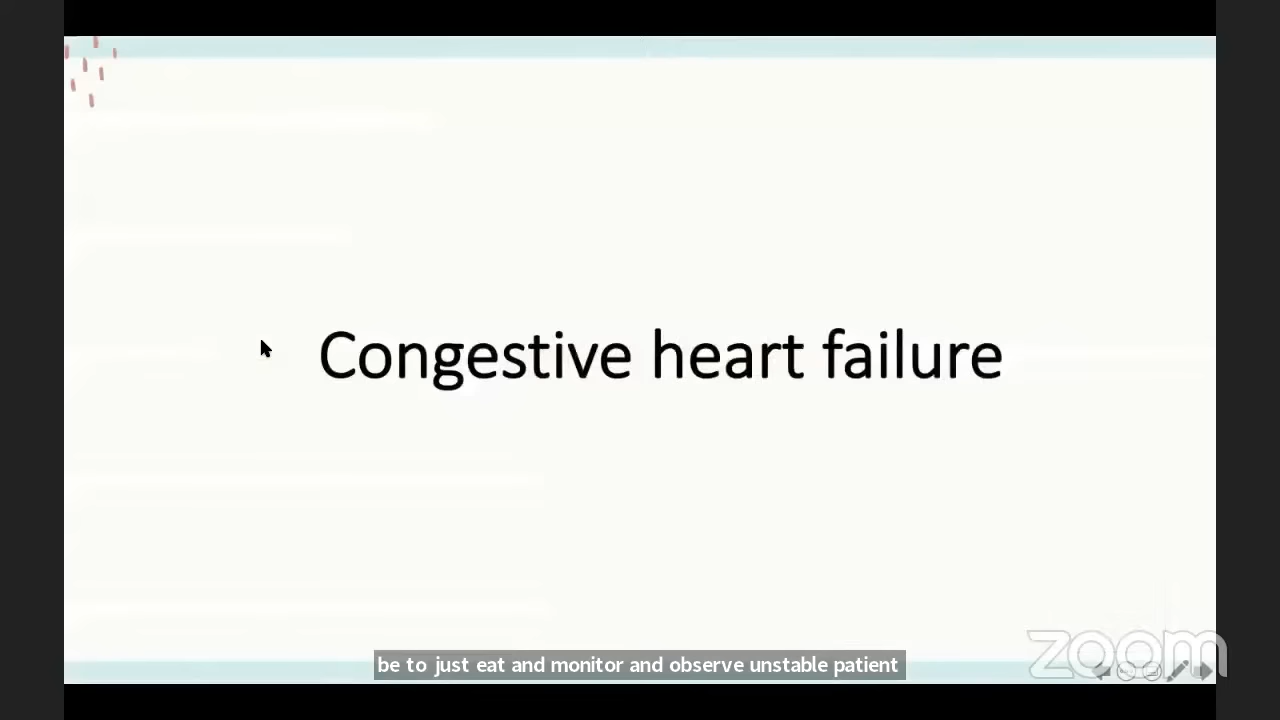 Congestive heart failure
be to just eat and monitor and observe unstable patient
zoom